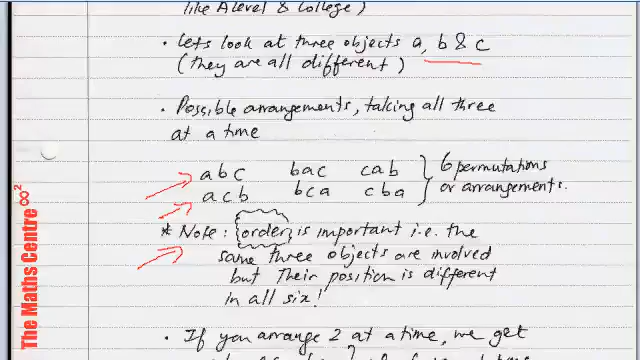 like A level & College)
• Lets look at three objects a, b & c
(they are all different)
• Possible arrangements, taking all three
at a time
abc bac cab } 6 permutations
acb bca cba } or arrangements.
* Note: order is important i.e. the
same three objects are involved
but their position is different
in all six!
• If you arrange 2 at a time, we get
The Maths Centre ∞²